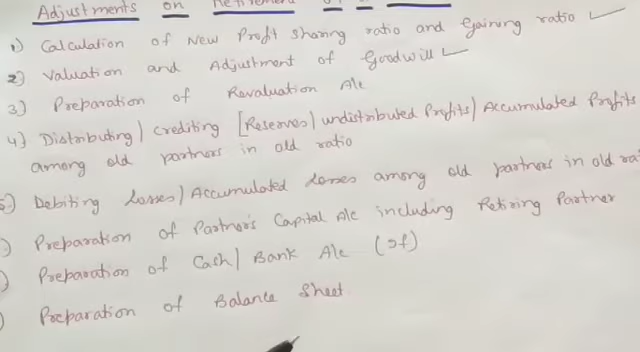 Adjustments on Retirement
1) Calculation of New Profit sharing ratio and Gaining ratio
2) Valuation and Adjustment of Goodwill
3) Preparation of Revaluation A/c
4) Distributing/crediting [Reserves/undistributed Profits/Accumulated Profits
among old partners in old ratio
5) Debiting Losses/Accumulated Losses among old partners in old
) Preparation of Partner's Capital A/c including Retiring Partner
) Preparation of Cash/Bank A/c (If)
) Preparation of Balance Sheet